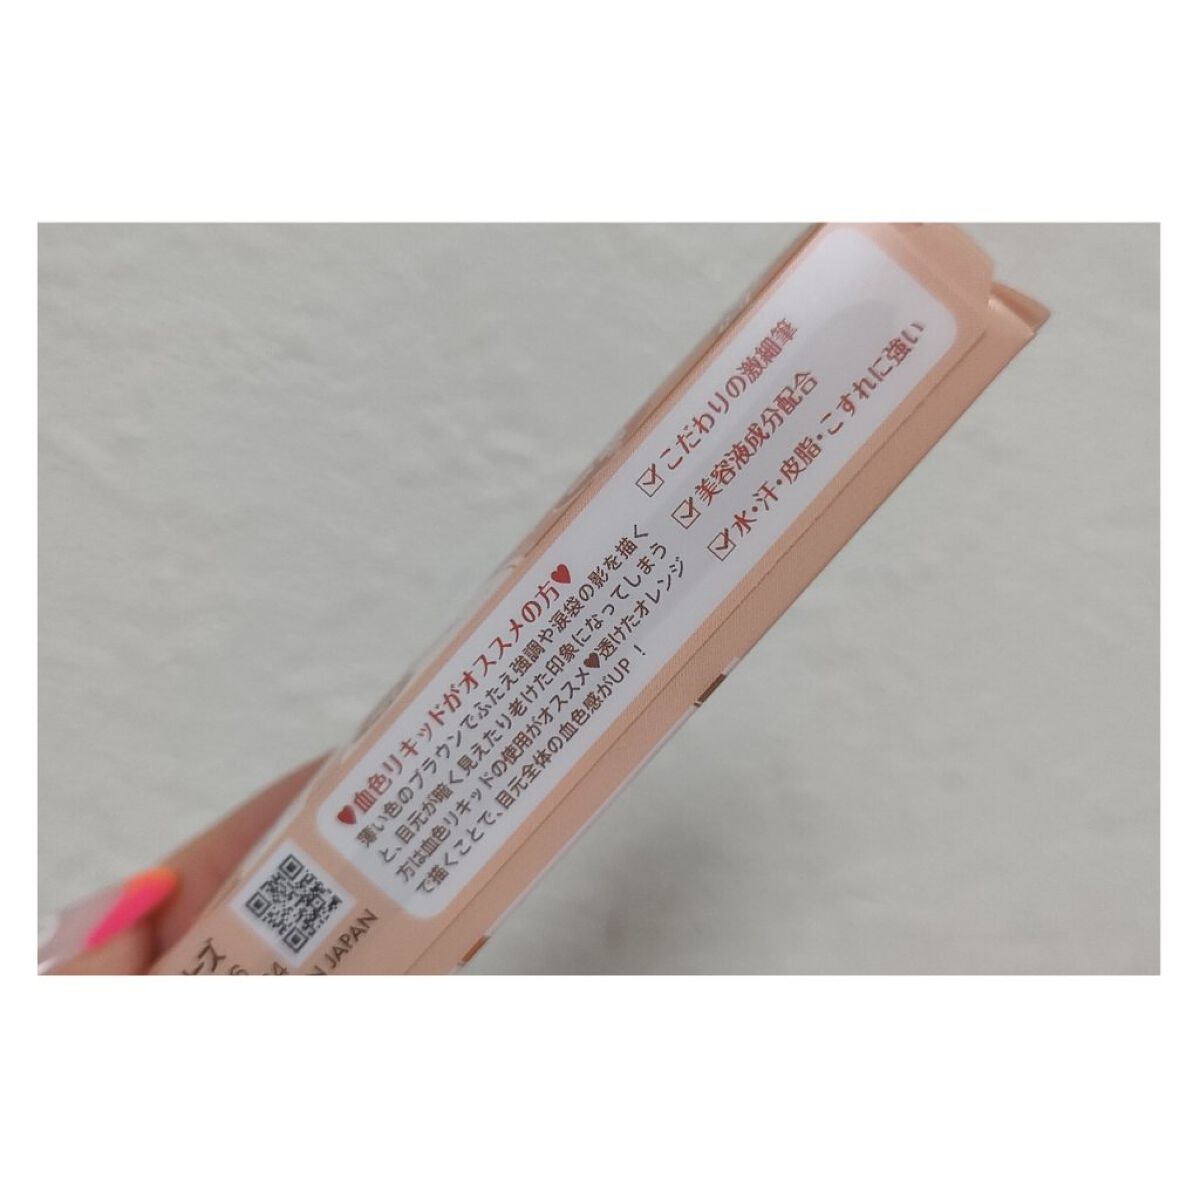 ♥血色リキッドがオススメの方♥
薄い色のブラウンでふたえ強調や涙袋の影を描く
と、目元が暗く見えたり老けた印象になってしまう
方は血色リキッドの使用がオススメ♥透けたオレンジ
で描くことで、目元全体の血色感がUP！
☑こだわりの激細筆
☑美容液成分配合
☑水・汗・皮脂・こすれに強い
ーズ
6
04
N JAPAN